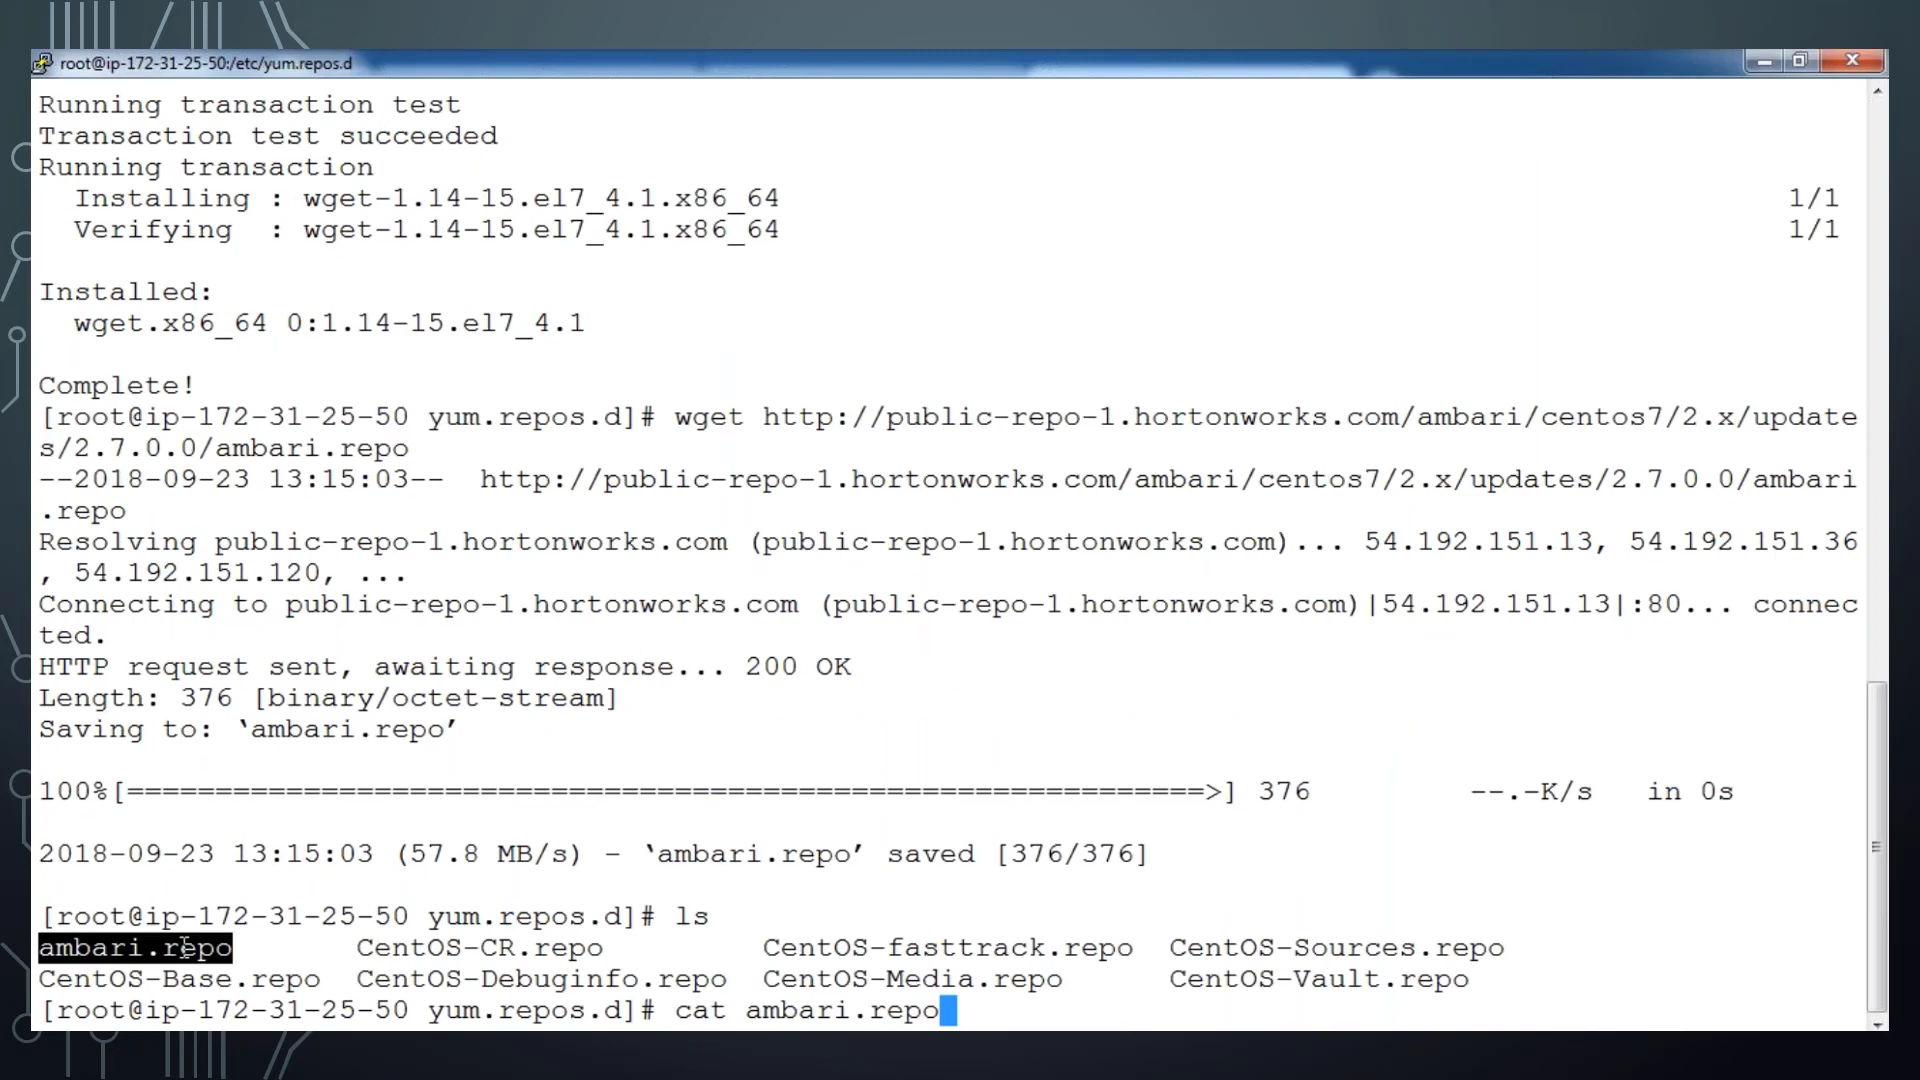 root@ip-172-31-25-50:/etc/yum.repos.d
Running transaction test
Transaction test succeeded
Running transaction
  Installing : wget-1.14-15.el7_4.1.x86_64 1/1
  Verifying  : wget-1.14-15.el7_4.1.x86_64 1/1
Installed:
  wget.x86_64 0:1.14-15.el7_4.1
Complete!
[root@ip-172-31-25-50 yum.repos.d]# wget http://public-repo-1.hortonworks.com/ambari/centos7/2.x/update
s/2.7.0.0/ambari.repo
--2018-09-23 13:15:03--  http://public-repo-1.hortonworks.com/ambari/centos7/2.x/updates/2.7.0.0/ambari
.repo
Resolving public-repo-1.hortonworks.com (public-repo-1.hortonworks.com)... 54.192.151.13, 54.192.151.36
, 54.192.151.120, ...
Connecting to public-repo-1.hortonworks.com (public-repo-1.hortonworks.com)|54.192.151.13|:80... connec
ted.
HTTP request sent, awaiting response... 200 OK
Length: 376 [binary/octet-stream]
Saving to: ‘ambari.repo’
100%[=============================================================>] 376 --.-K/s in 0s
2018-09-23 13:15:03 (57.8 MB/s) - ‘ambari.repo’ saved [376/376]
[root@ip-172-31-25-50 yum.repos.d]# ls
ambari.repo CentOS-CR.repo CentOS-fasttrack.repo CentOS-Sources.repo
CentOS-Base.repo CentOS-Debuginfo.repo CentOS-Media.repo CentOS-Vault.repo
[root@ip-172-31-25-50 yum.repos.d]# cat ambari.repo